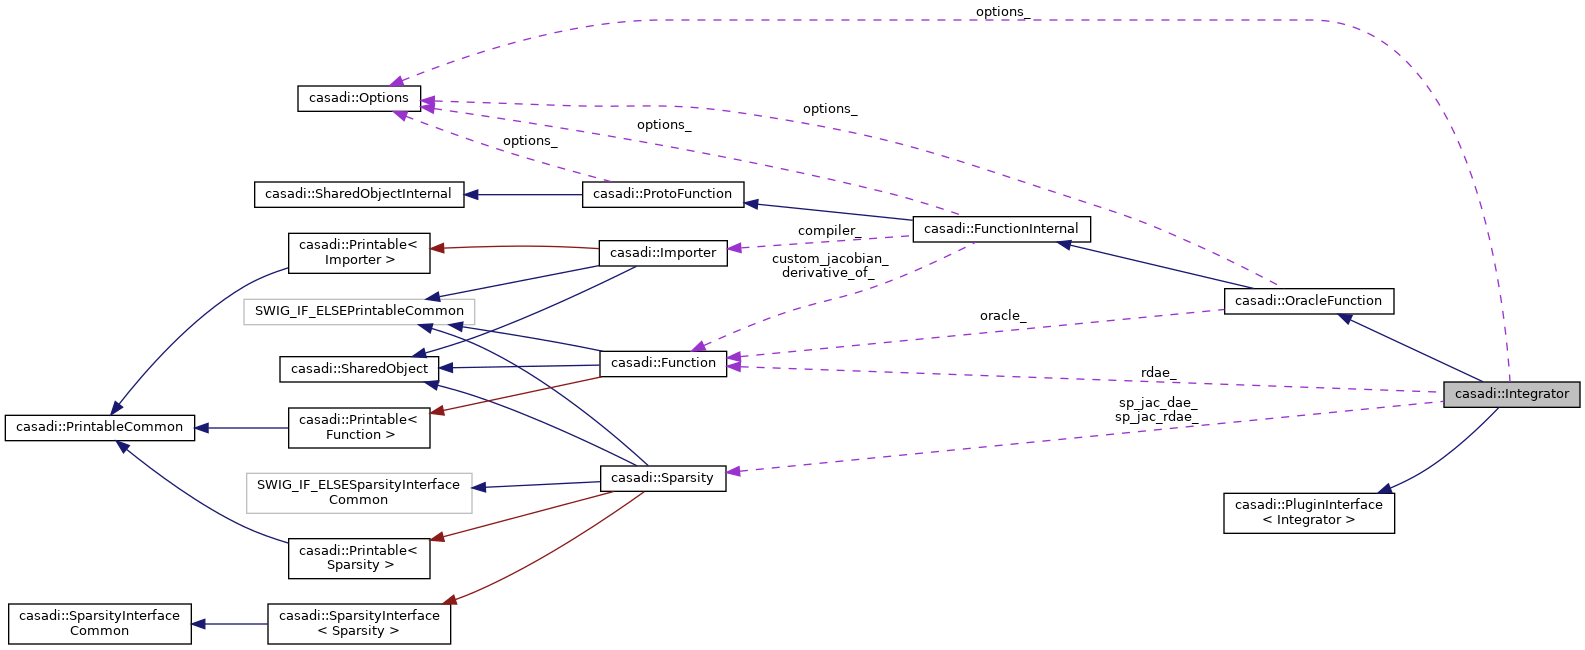 options_
casadi::Options
options_
options_
options_
casadi::SharedObjectInternal
casadi::ProtoFunction
casadi::FunctionInternal
compiler_
casadi::Printable<
Importer >
casadi::Importer
custom_jacobian_
derivative_of_
SWIG_IF_ELSEPrintableCommon
casadi::OracleFunction
oracle_
casadi::SharedObject
casadi::Function
rdae_
casadi::Integrator
sp_jac_dae_
sp_jac_rdae_
casadi::PrintableCommon
casadi::Printable<
Function >
casadi::Sparsity
SWIG_IF_ELSESparsityInterface
Common
casadi::PluginInterface
< Integrator >
casadi::Printable<
Sparsity >
casadi::SparsityInterface
Common
casadi::SparsityInterface
< Sparsity >